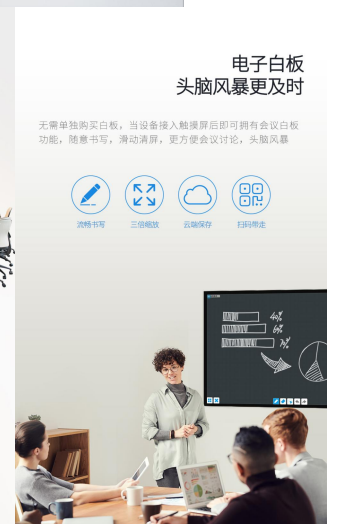 电子白板
头脑风暴更及时
无需单独购买白板，当设备接入触摸屏后即可拥有会议白板
功能，随意书写，滑动清屏，更方便会议讨论，头脑风暴
流畅书写 三倍缩放 云端保存 扫码带走
40%
60%
70%